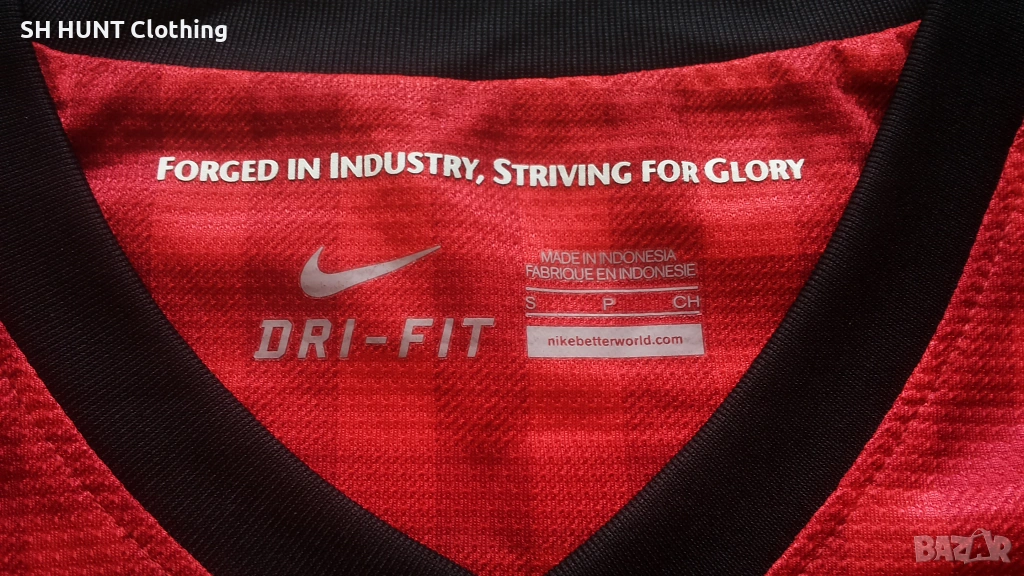 SH HUNT Clothing
FORGED IN INDUSTRY, STRIVING FOR GLORY
MADE IN INDONESIA
FABRIQUE EN INDONESIE
S P CH
DRI-FIT
nikebetterworld.com
BAZAR